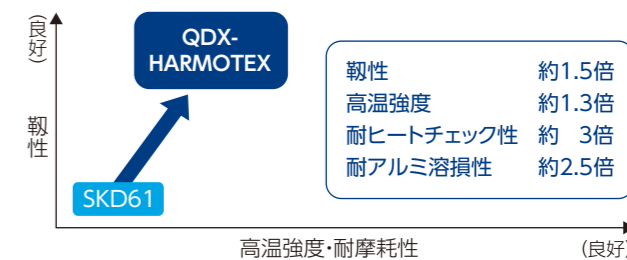 (良好)
靱性
QDX-
HARMOTEX
SKD61
靱性 約1.5倍
高温強度 約1.3倍
耐ヒートチェック性 約 3倍
耐アルミ溶損性 約2.5倍
高温強度・耐摩耗性
(良好)